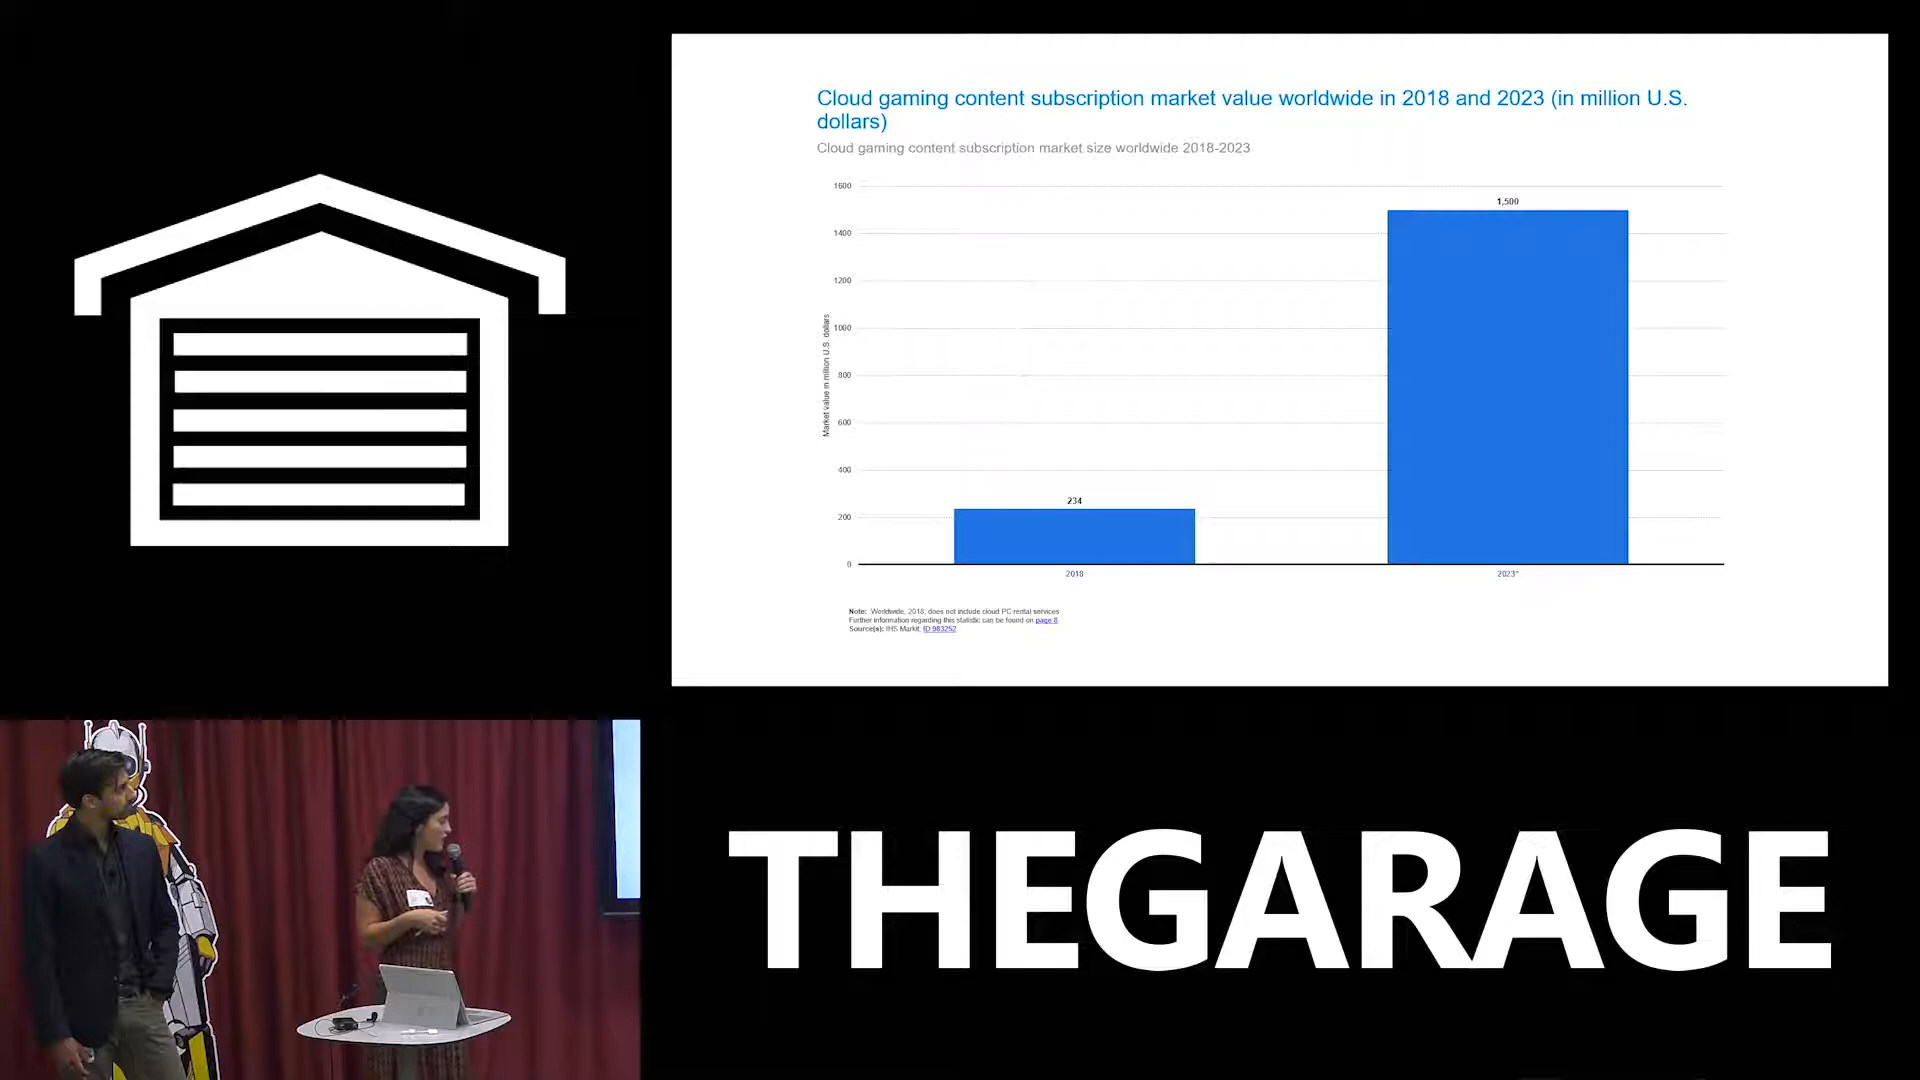 Cloud gaming content subscription market value worldwide in 2018 and 2023 (in million U.S.
dollars)
Cloud gaming content subscription market size worldwide 2018-2023
Market value in million U.S. dollars
1600
1400
1200
1000
800
600
400
200
0
234
1,500
2018
2023*
Note: Worldwide, 2018; does not include cloud PC rental services
Further information regarding this statistic can be found on page 8.
Source(s): IHS Markit; ID 983252
THEGARAGE